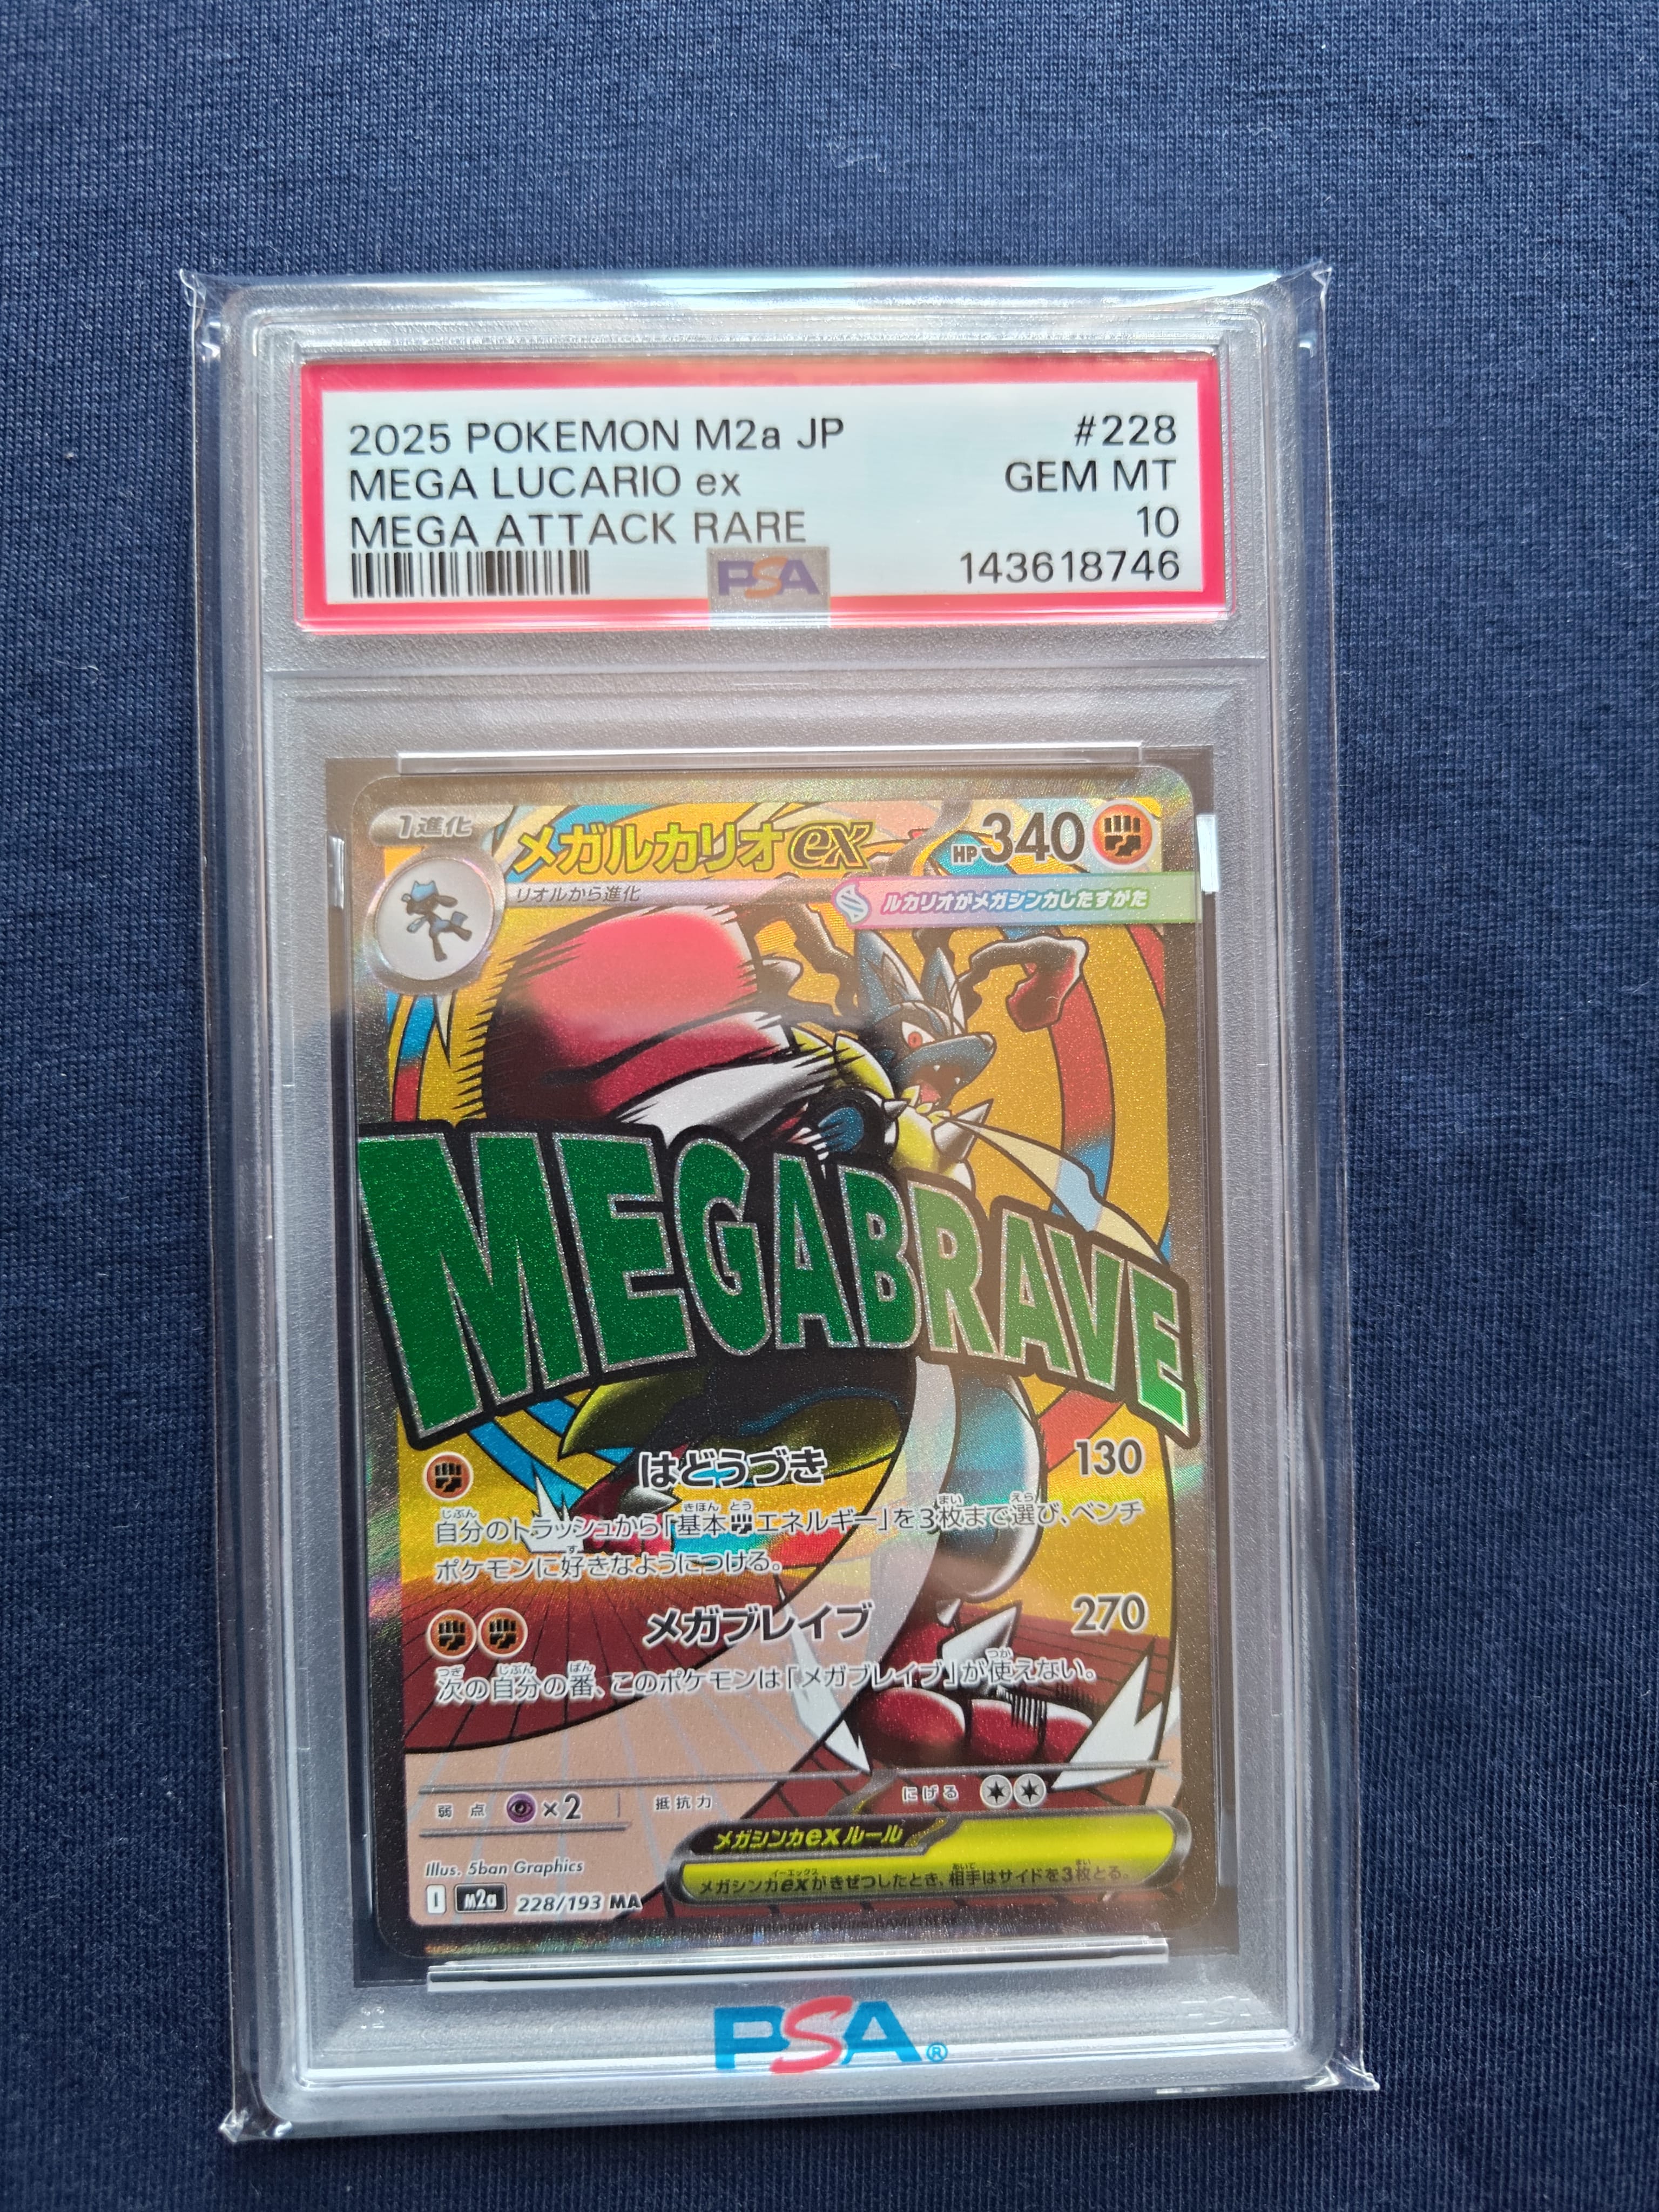 2025 POKEMON M2a JP #228
MEGA LUCARIO ex GEM MT
MEGA ATTACK RARE 10
PSA 143618746
1進化 メガルカリオex HP340
リオルから進化 ルカリオがメガシンカしたすがた
MEGABRAVE
はどうづき 130
自分のトラッシュから「基本エネルギー」を3枚まで選び、ベンチ
ポケモンに好きなようにつける。
メガブレイブ 270
次の自分の番、このポケモンは「メガブレイブ」が使えない。
弱点 ×2 抵抗力 にげる
メガシンカexルール
メガシンカexがきぜつしたとき、相手はサイドを3枚とる。
Illus. 5ban Graphics
I M2a 228/193 MA
PSA®